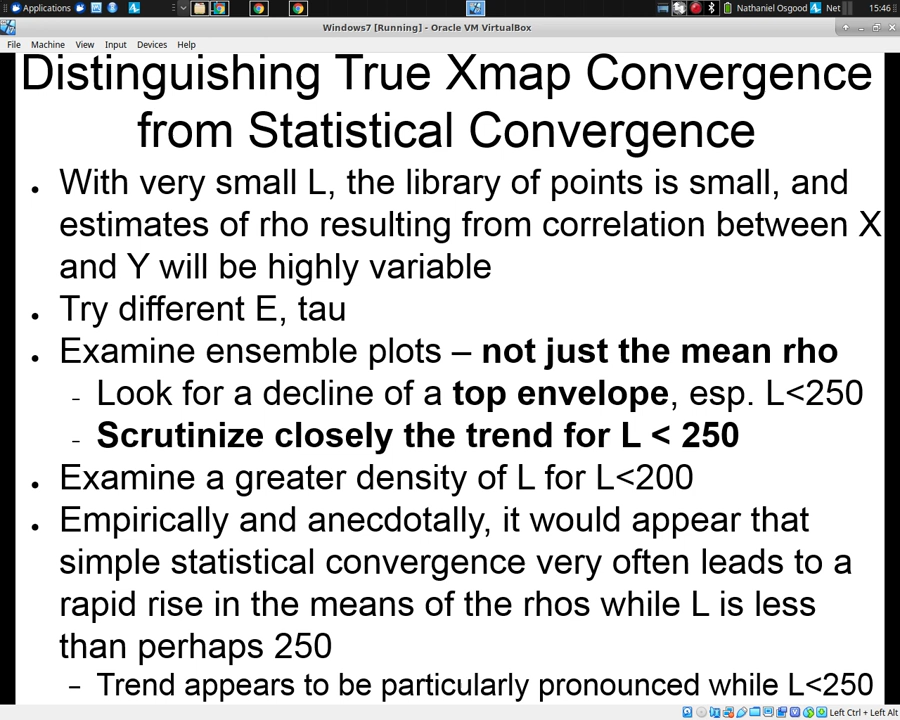 Applications
Nathaniel Osgood
Net
15:46
Windows7 [Running] - Oracle VM VirtualBox
File Machine View Input Devices Help
Distinguishing True Xmap Convergence
from Statistical Convergence
• With very small L, the library of points is small, and
estimates of rho resulting from correlation between X
and Y will be highly variable
• Try different E, tau
• Examine ensemble plots – not just the mean rho
– Look for a decline of a top envelope, esp. L<250
– Scrutinize closely the trend for L < 250
• Examine a greater density of L for L<200
• Empirically and anecdotally, it would appear that
simple statistical convergence very often leads to a
rapid rise in the means of the rhos while L is less
than perhaps 250
– Trend appears to be particularly pronounced while L<250
Left Ctrl + Left Alt